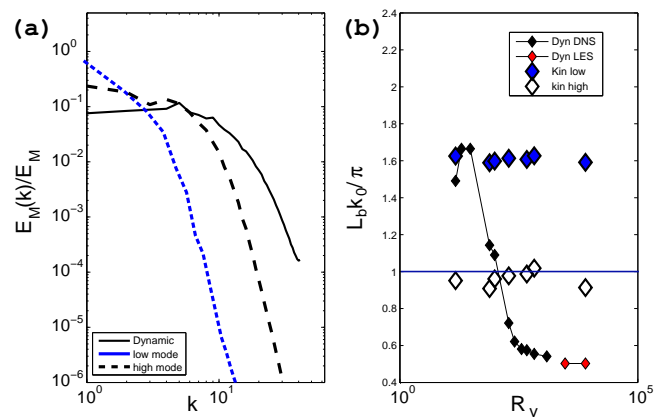 (a)
10^0
10^-1
10^-2
10^-3
10^-4
10^-5
10^-6
E_M(k)/E_M
Dynamic
low mode
high mode
10^0
10^1
k
(b)
2.4
2.2
2
1.8
1.6
1.4
1.2
1
0.8
0.6
0.4
L_b k_0/π
Dyn DNS
Dyn LES
Kin low
kin high
10^0
10^5
R_v